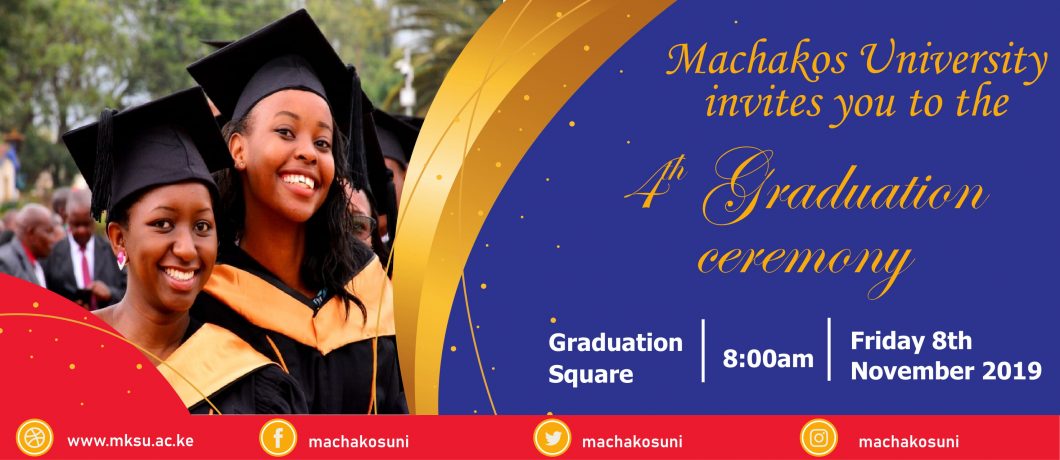 Machakos University
invites you to the
4th Graduation
ceremony
Graduation
Square
8:00am
Friday 8th
November 2019
www.mksu.ac.ke
machakosuni
machakosuni
machakosuni